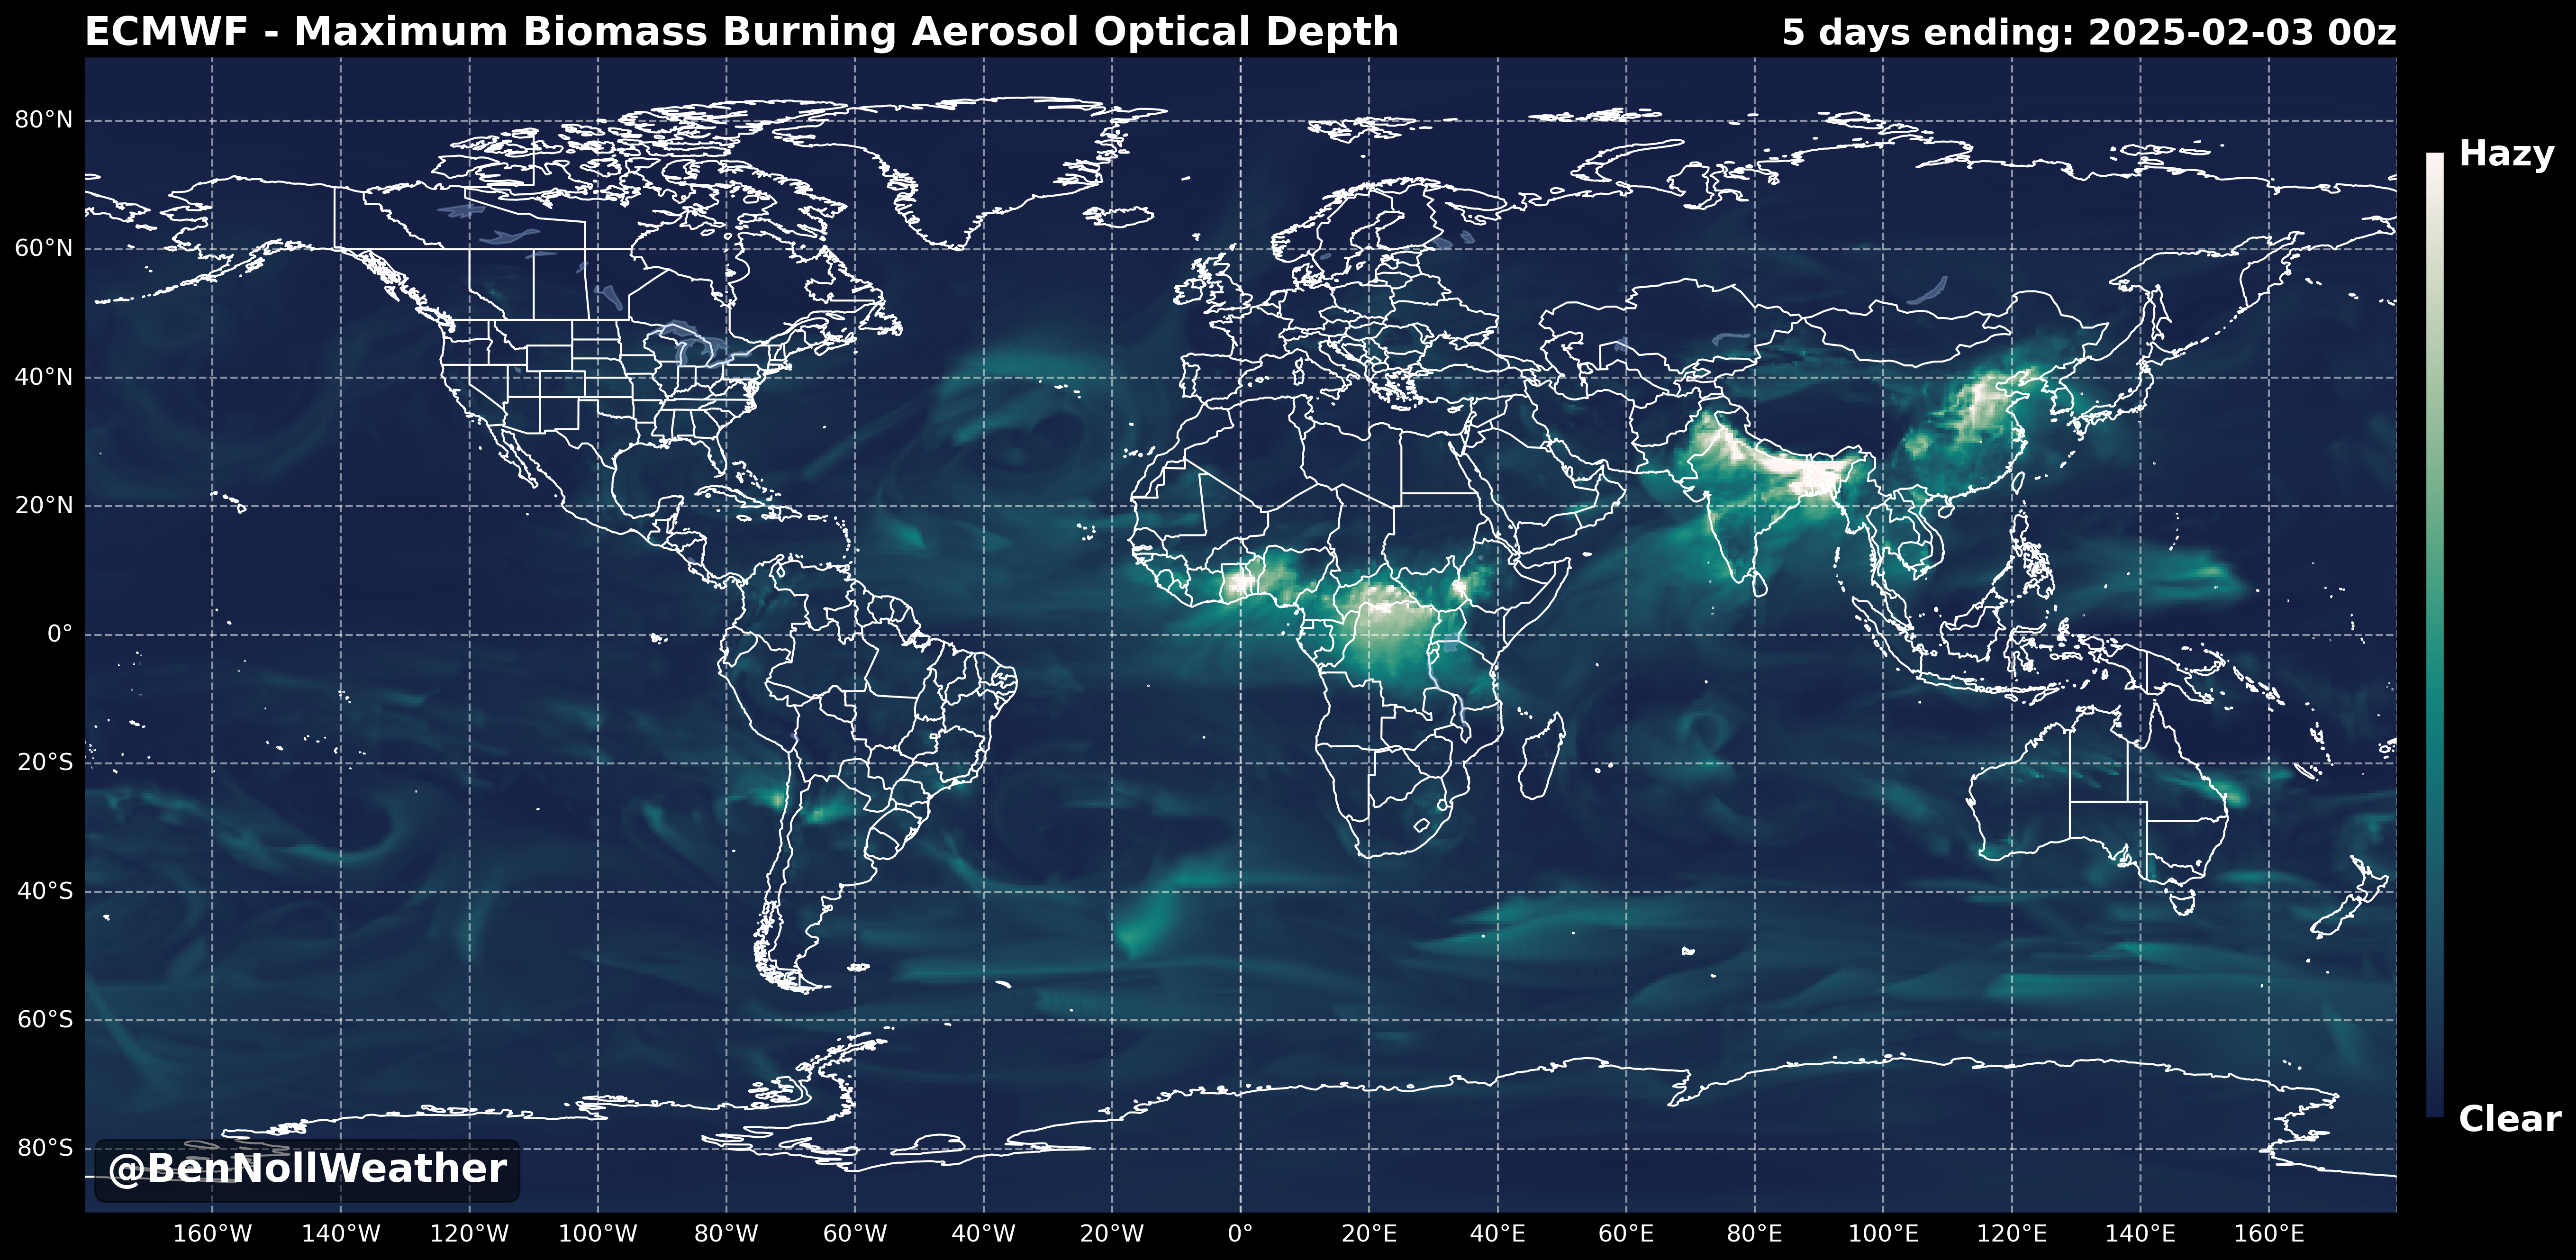 ECMWF - Maximum Biomass Burning Aerosol Optical Depth
5 days ending: 2025-02-03 00z
Hazy
Clear
80°N
60°N
40°N
20°N
0°
20°S
40°S
60°S
80°S
@BenNollWeather
160°W 140°W 120°W 100°W 80°W 60°W 40°W 20°W 0° 20°E 40°E 60°E 80°E 100°E 120°E 140°E 160°E